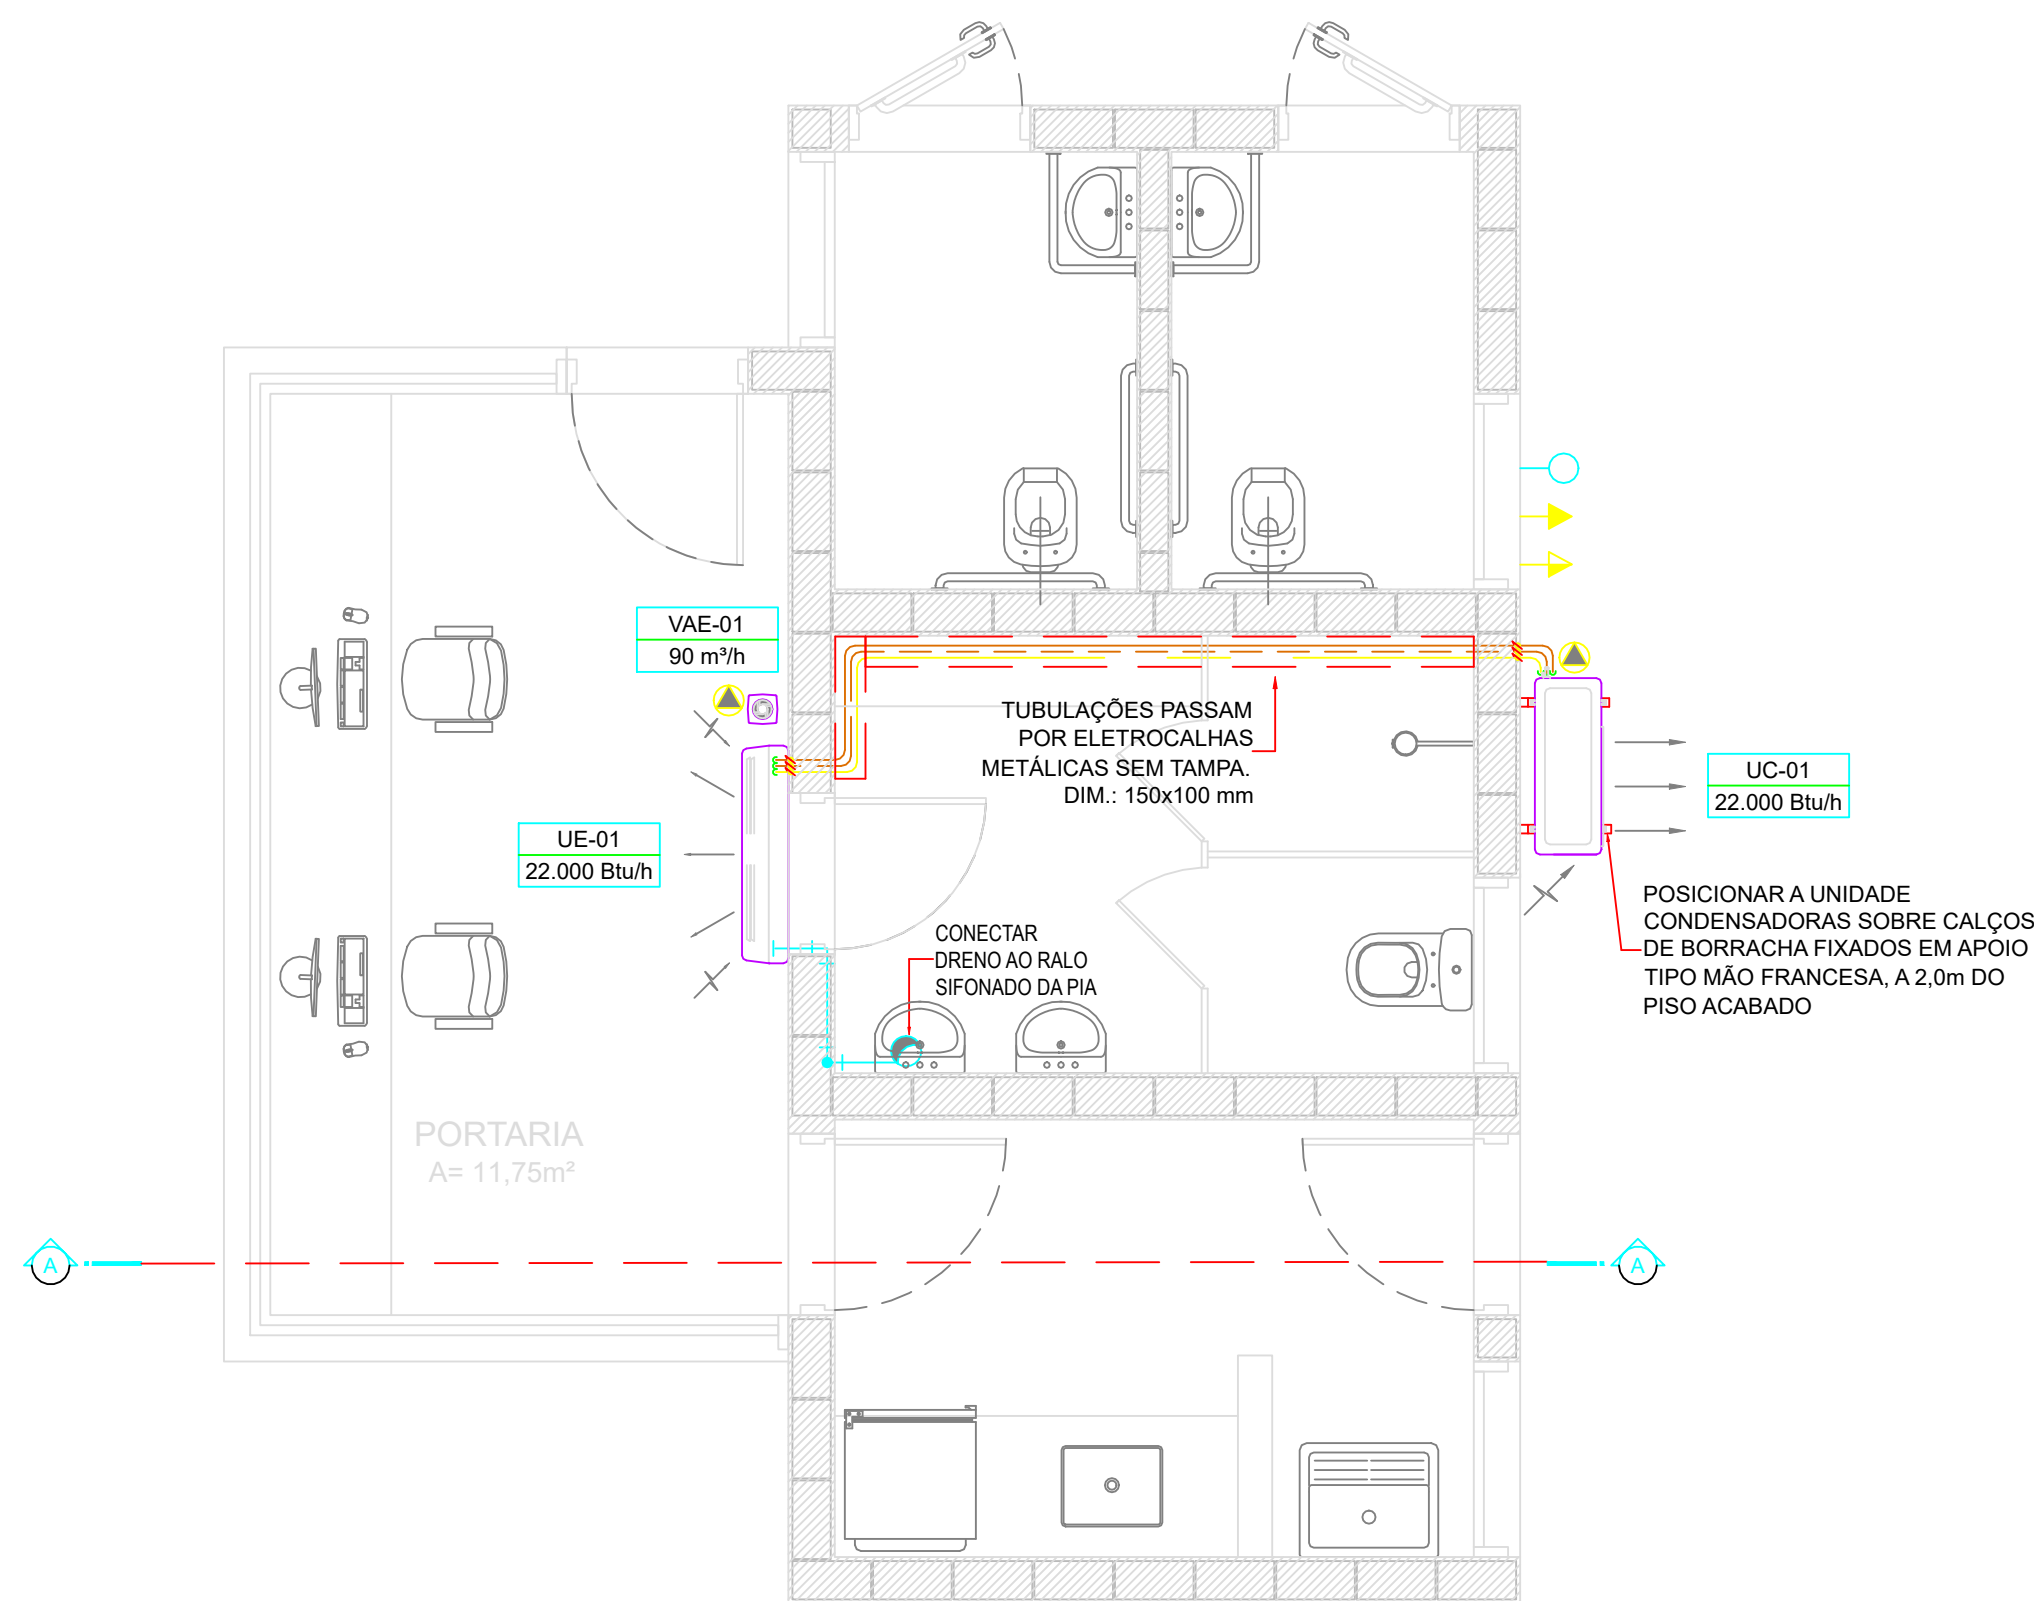 VAE-01
90 m³/h
TUBULAÇÕES PASSAM
POR ELETROCALHAS
METÁLICAS SEM TAMPA.
DIM.: 150x100 mm
UC-01
22.000 Btu/h
UE-01
22.000 Btu/h
POSICIONAR A UNIDADE
CONDENSADORAS SOBRE CALÇOS
DE BORRACHA FIXADOS EM APOIO
TIPO MÃO FRANCESA, A 2,0m DO
PISO ACABADO
CONECTAR
DRENO AO RALO
SIFONADO DA PIA
PORTARIA
A= 11,75m²
A
A